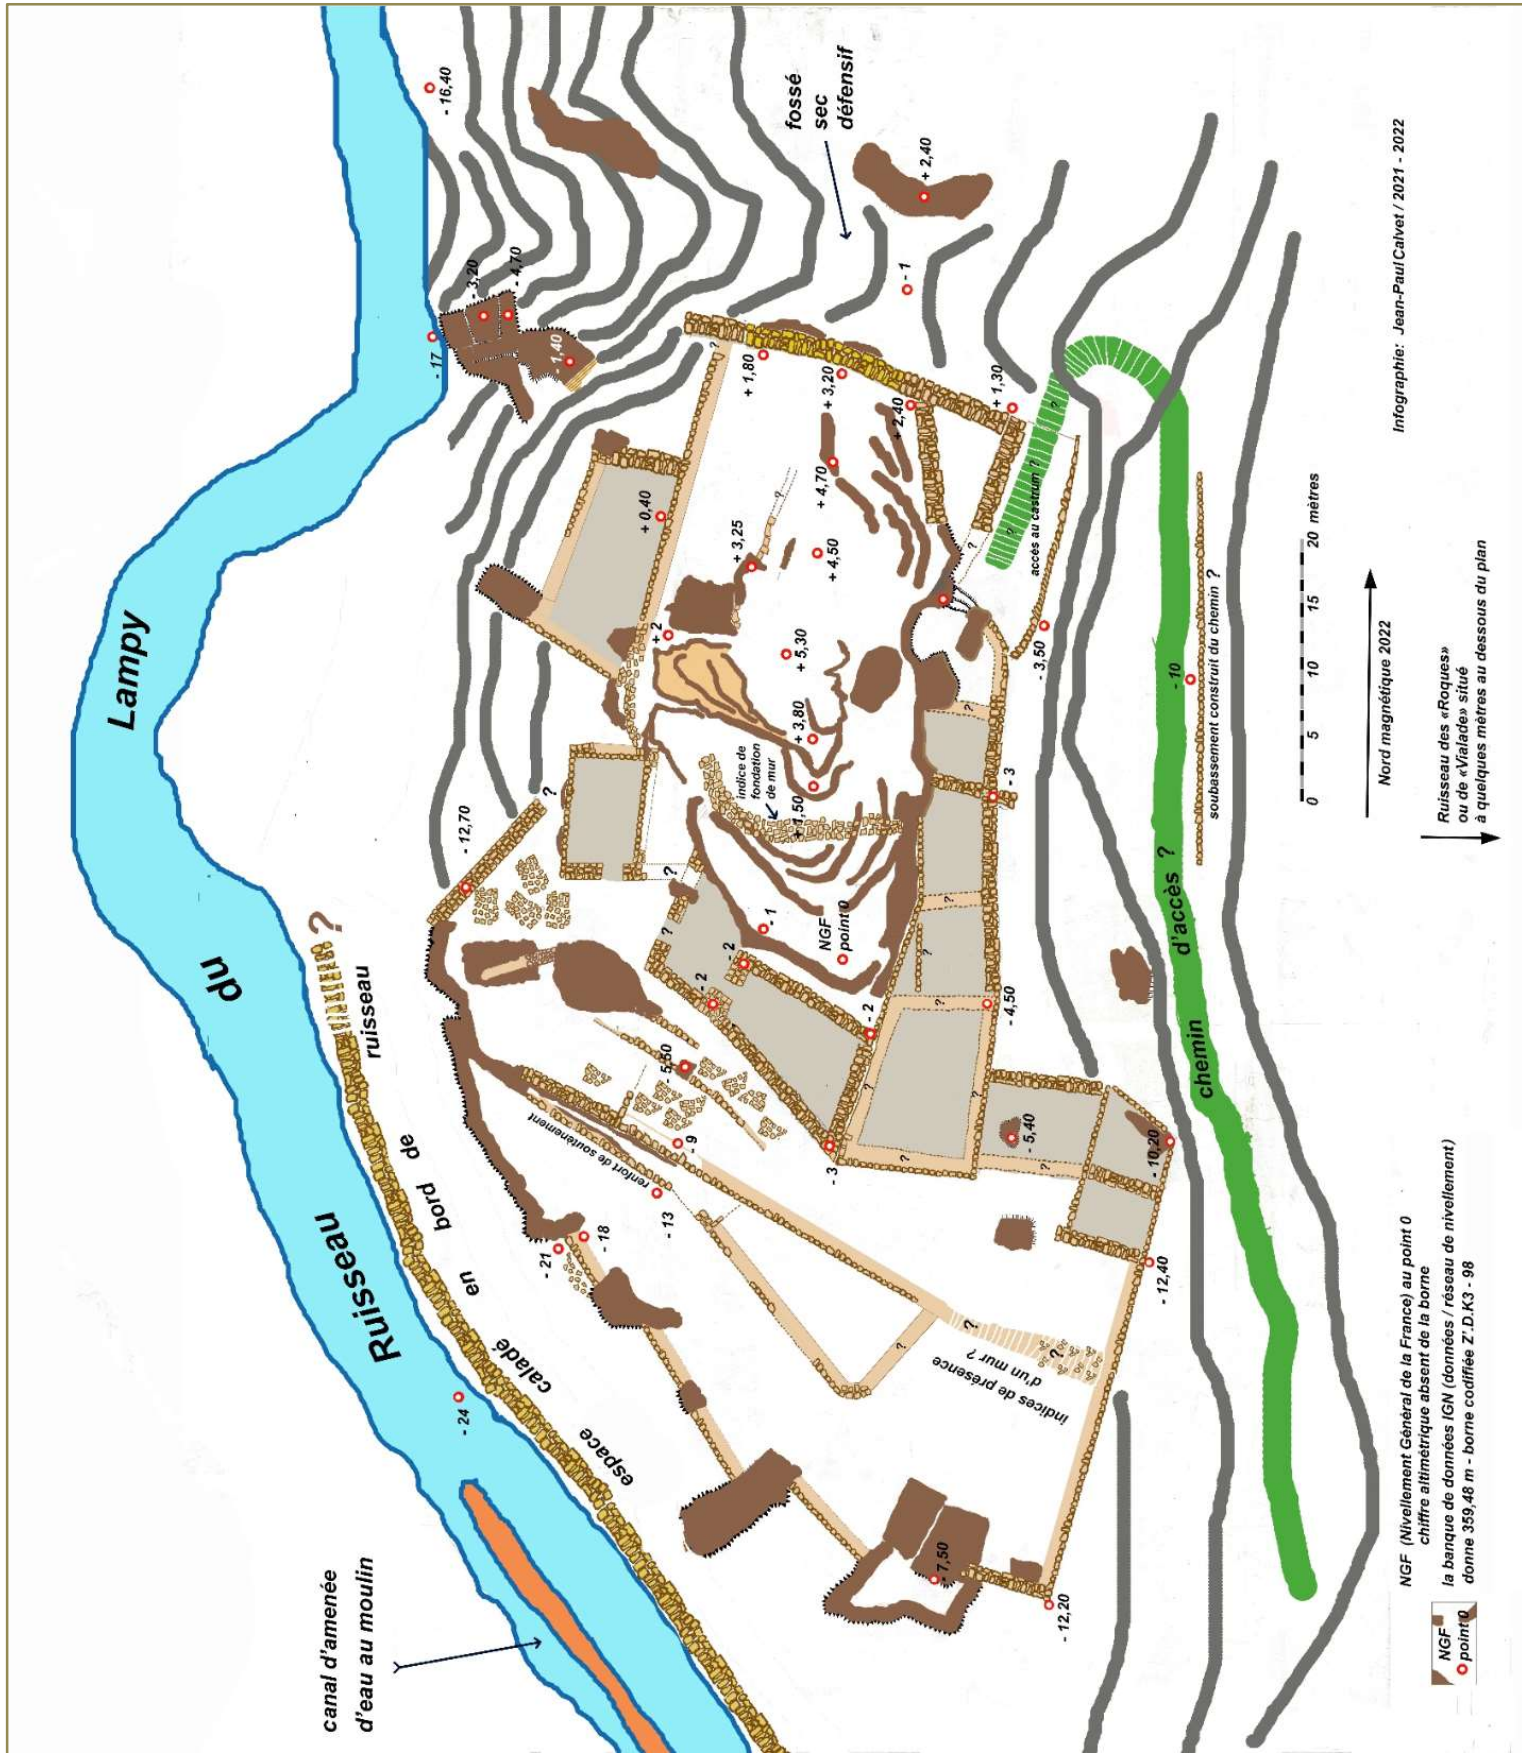 Ruisseau
du
Lampy
canal d'amenée
d'eau au moulin
espace
caladé
en
bord de
ruisseau
?
fossé
sec
défensif
- 16,40
- 17
- 3,20
- 4,70
- 1,40
+ 2,40
- 1
+ 1,80
+ 3,20
+ 2,40
+ 1,30
+ 0,40
+ 3,25
+ 4,70
+ 4,50
+ 2
+ 5,30
+ 3,80
+ 1,50
indice de
fondation
de mur
?
?
?
?
accès au castrum ?
?
?
?
?
- 3,50
- 3
- 12,70
?
?
- 1
NGF
point 0
- 2
- 2
- 2
- 3
- 4,50
?
?
?
?
?
?
- 5,50
- 9
renfort de soutènement
- 13
- 18
- 21
- 24
- 5,40
?
- 10,20
- 12,40
?
?
?
indices de présence
d'un mur ?
- 7,50
- 12,20
chemin
d'accès ?
- 10
soubassement construit du chemin ?
0 5 10 15 20 mètres
Nord magnétique 2022
Ruisseau des «Roques»
ou de «Vialade» situé
à quelques mètres au dessous du plan
Infographie: Jean-Paul Calvet / 2021 - 2022
NGF
point 0
NGF (Nivellement Général de la France) au point 0
chiffre altimétrique absent de la borne
la banque de données IGN (données / réseau de nivellement)
donne 359,48 m - borne codifiée Z'.D.K3 - 98